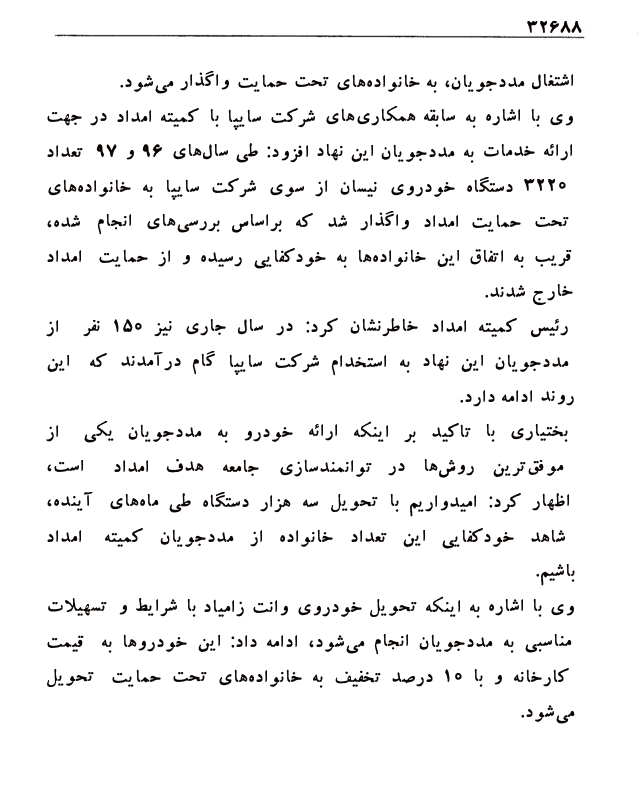 ۳۲۶۸۸
اشتغال مددجویان، به خانواده‌های تحت حمایت واگذار می‌شود.
وی با اشاره به سابقه همکاری‌های شرکت سایپا با کمیته امداد در جهت
ارائه خدمات به مددجویان این نهاد افزود: طی سال‌های ۹۶ و ۹۷ تعداد
۳۲۲۰ دستگاه خودروی نیسان از سوی شرکت سایپا به خانواده‌های
تحت حمایت امداد واگذار شد که براساس بررسی‌های انجام شده،
قریب به اتفاق این خانواده‌ها به خودکفایی رسیده و از حمایت امداد
خارج شدند.
رئیس کمیته امداد خاطرنشان کرد: در سال جاری نیز ۱۵۰ نفر از
مددجویان این نهاد به استخدام شرکت سایپا گام درآمدند که این
روند ادامه دارد.
بختیاری با تاکید بر اینکه ارائه خودرو به مددجویان یکی از
موفق‌ترین روش‌ها در توانمندسازی جامعه هدف امداد است،
اظهار کرد: امیدواریم با تحویل سه هزار دستگاه طی ماه‌های آینده،
شاهد خودکفایی این تعداد خانواده از مددجویان کمیته امداد
باشیم.
وی با اشاره به اینکه تحویل خودروی وانت زامیاد با شرایط و تسهیلات
مناسبی به مددجویان انجام می‌شود، ادامه داد: این خودروها به قیمت
کارخانه و با ۱۰ درصد تخفیف به خانواده‌های تحت حمایت تحویل
می‌شود.